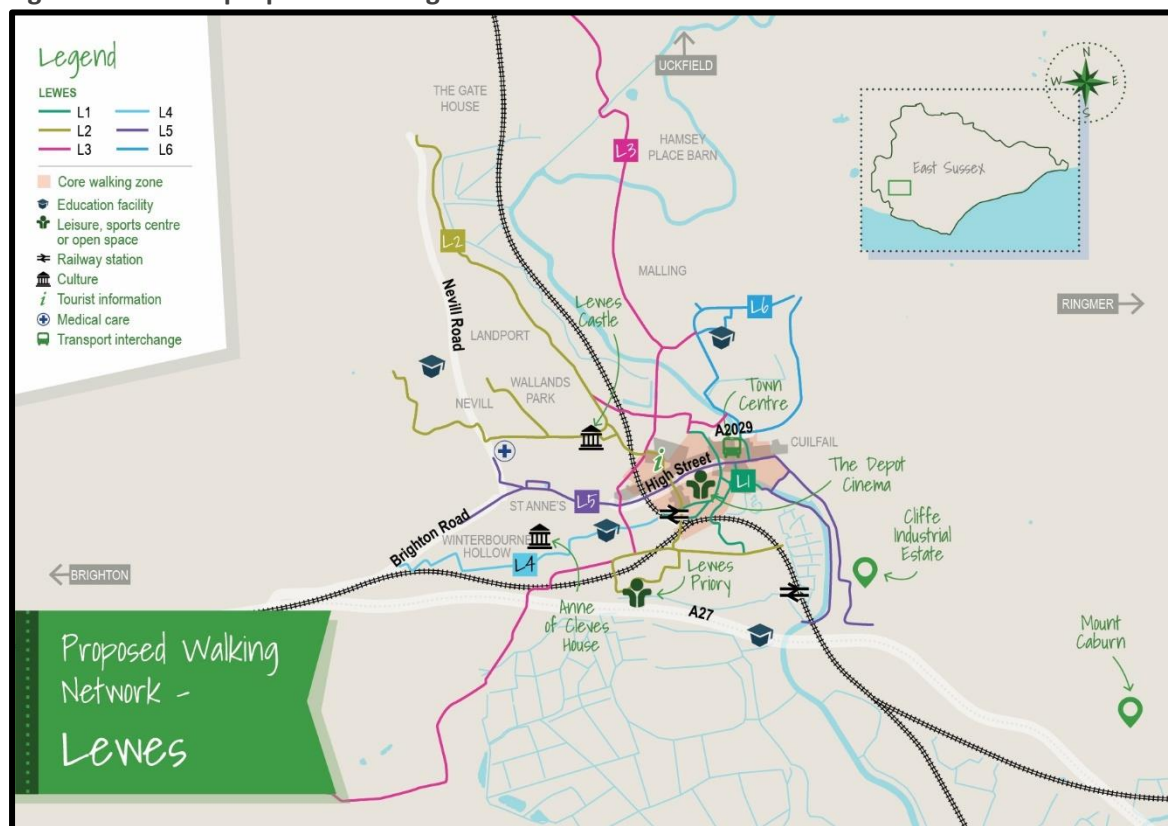 Legend
LEWES
L1
L2
L3
L4
L5
L6
Core walking zone
Education facility
Leisure, sports centre
or open space
Railway station
Culture
Tourist information
Medical care
Transport interchange
THE GATE
HOUSE
UCKFIELD
L3
HAMSEY
PLACE BARN
N
W
E
S
East Sussex
L2
Nevill Road
MALLING
Lewes
Castle
L6
RINGMER
LANDPORT
WALLANDS
PARK
NEVILL
Town
Centre
A2029
CUILFAIL
i
High Street
L1
The Depot
Cinema
L5
ST ANNE'S
Brighton Road
WINTERBOURNE
HOLLOW
L4
Cliffe
Industrial
Estate
BRIGHTON
Lewes
Priory
A27
Anne
of Cleves
House
Mount
Caburn
Proposed Walking
Network -
Lewes